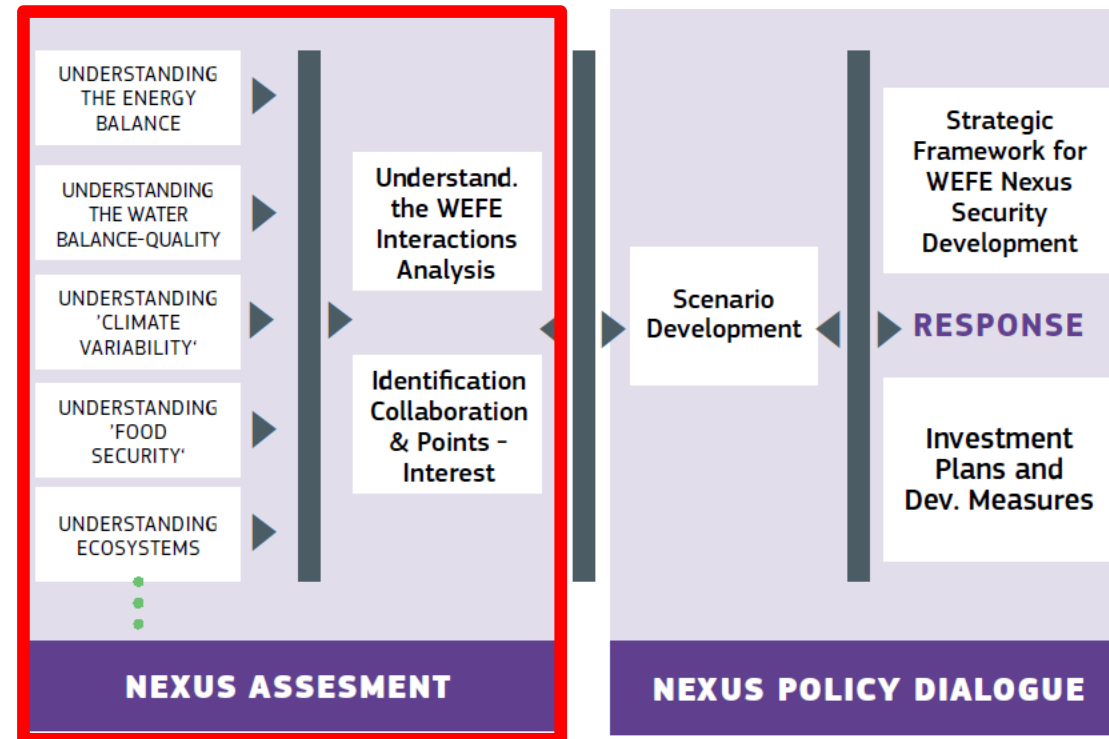 UNDERSTANDING
THE ENERGY
BALANCE
UNDERSTANDING
THE WATER
BALANCE-QUALITY
UNDERSTANDING
'CLIMATE
VARIABILITY'
UNDERSTANDING
'FOOD
SECURITY'
UNDERSTANDING
ECOSYSTEMS
Understand.
the WEFE
Interactions
Analysis
Identification
Collaboration
& Points -
Interest
NEXUS ASSESMENT
Scenario
Development
Strategic
Framework for
WEFE Nexus
Security
Development
RESPONSE
Investment
Plans and
Dev. Measures
NEXUS POLICY DIALOGUE